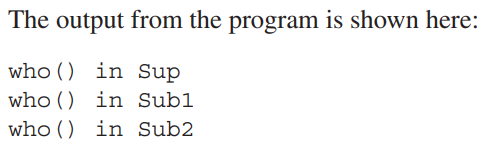 The output from the program is shown here:
who() in Sup
who() in Sub1
who() in Sub2